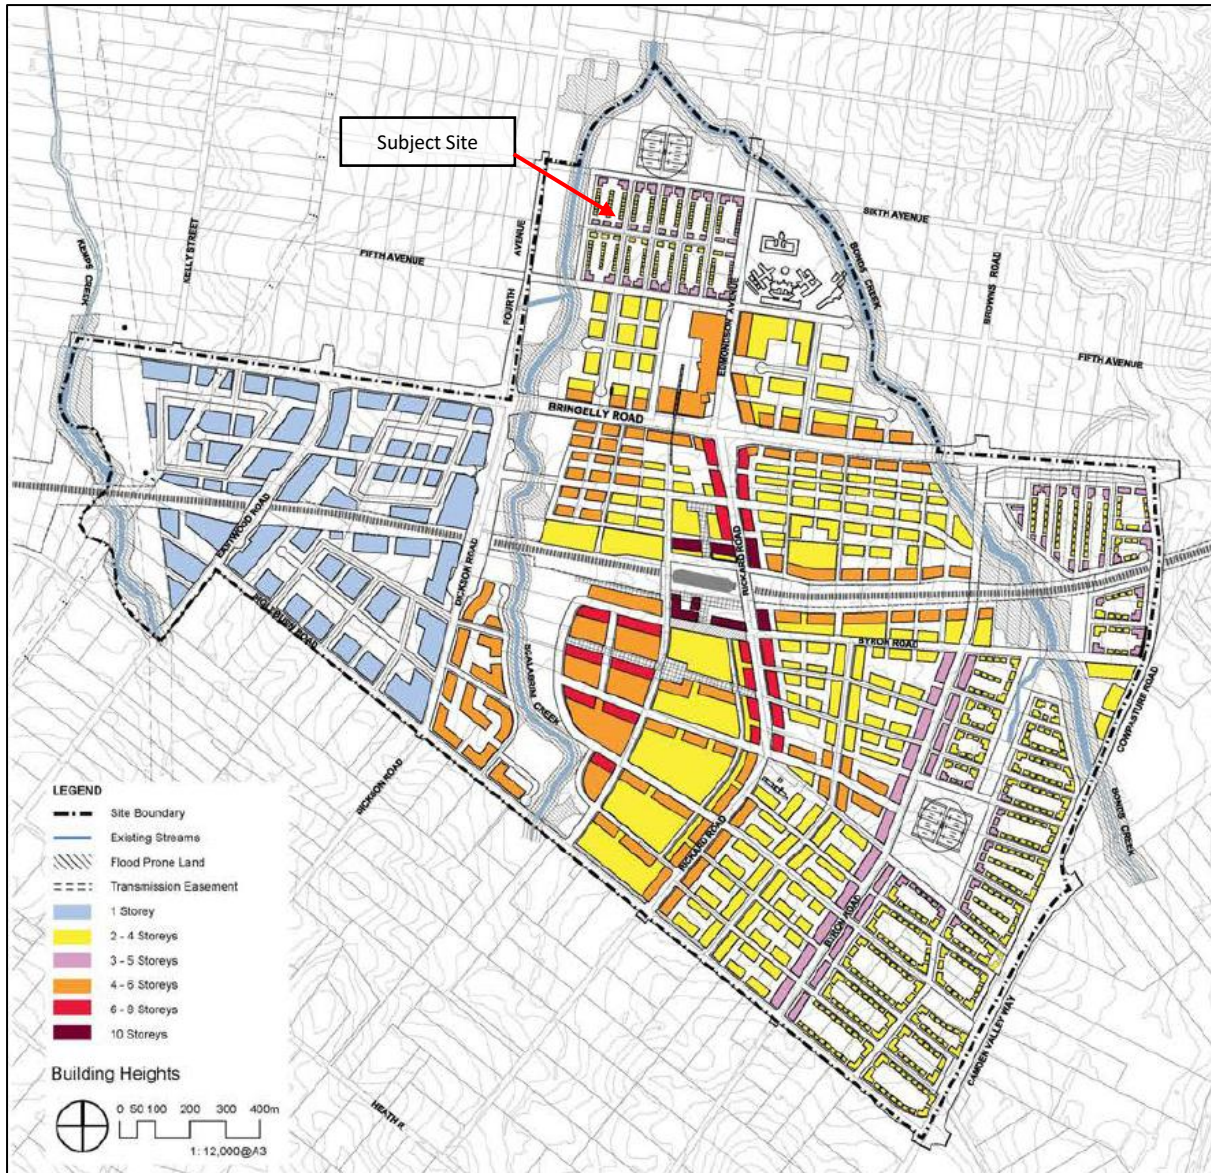 Subject Site
SIXTH AVENUE
KELLY STREET
AVENUE
FIFTH AVENUE
BONDS CREEK
BROWNS ROAD
KEMPS CREEK
FOURTH
EDMONDSON AVENUE
FIFTH AVENUE
BRINGELLY ROAD
EASTWOOD ROAD
DICKSON ROAD
RICKARD ROAD
BYRON ROAD
SCALABRINI
CREEK
COWPASTURE ROAD
DICKSON ROAD
BONDS CREEK
RICKARD ROAD
BYRON ROAD
CAMDEN VALLEY WAY
LEGEND
Site Boundary
Existing Streams
Flood Prone Land
Transmission Easement
1 Storey
2 - 4 Storeys
3 - 5 Storeys
4 - 6 Storeys
6 - 9 Storeys
10 Storeys
Building Heights
0 50 100 200 300 400m
1: 12,000@A3